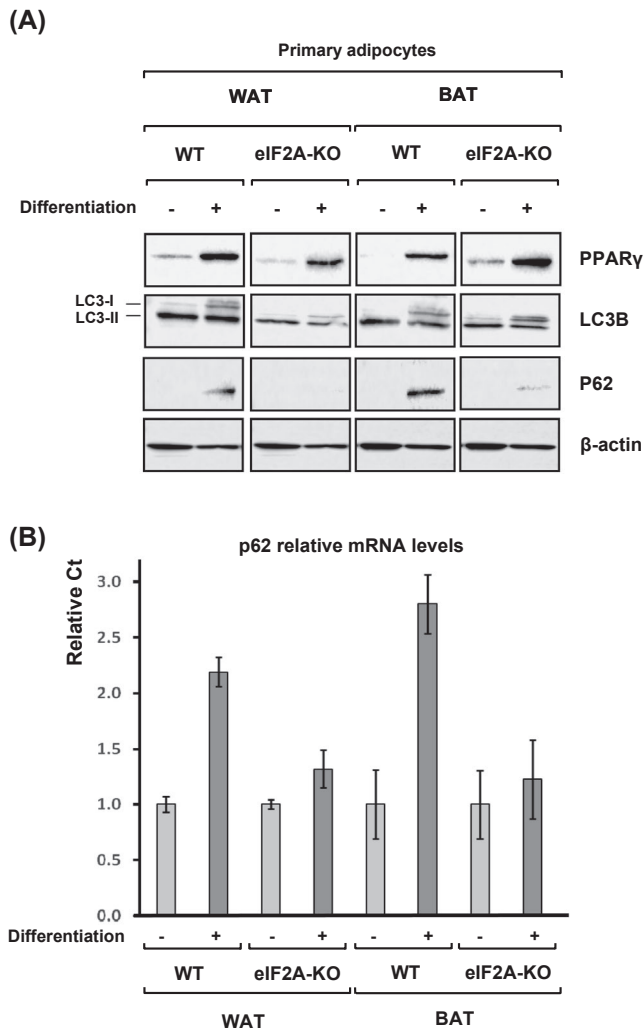 (A)
Primary adipocytes
WAT BAT
WT eIF2A-KO WT eIF2A-KO
Differentiation - + - + - + - +
PPARγ
LC3-I
LC3-II
LC3B
P62
β-actin
(B)
p62 relative mRNA levels
Relative Ct
3.0
2.5
2.0
1.5
1.0
0.5
0.0
Differentiation - + - + - + - +
WT eIF2A-KO WT eIF2A-KO
WAT BAT